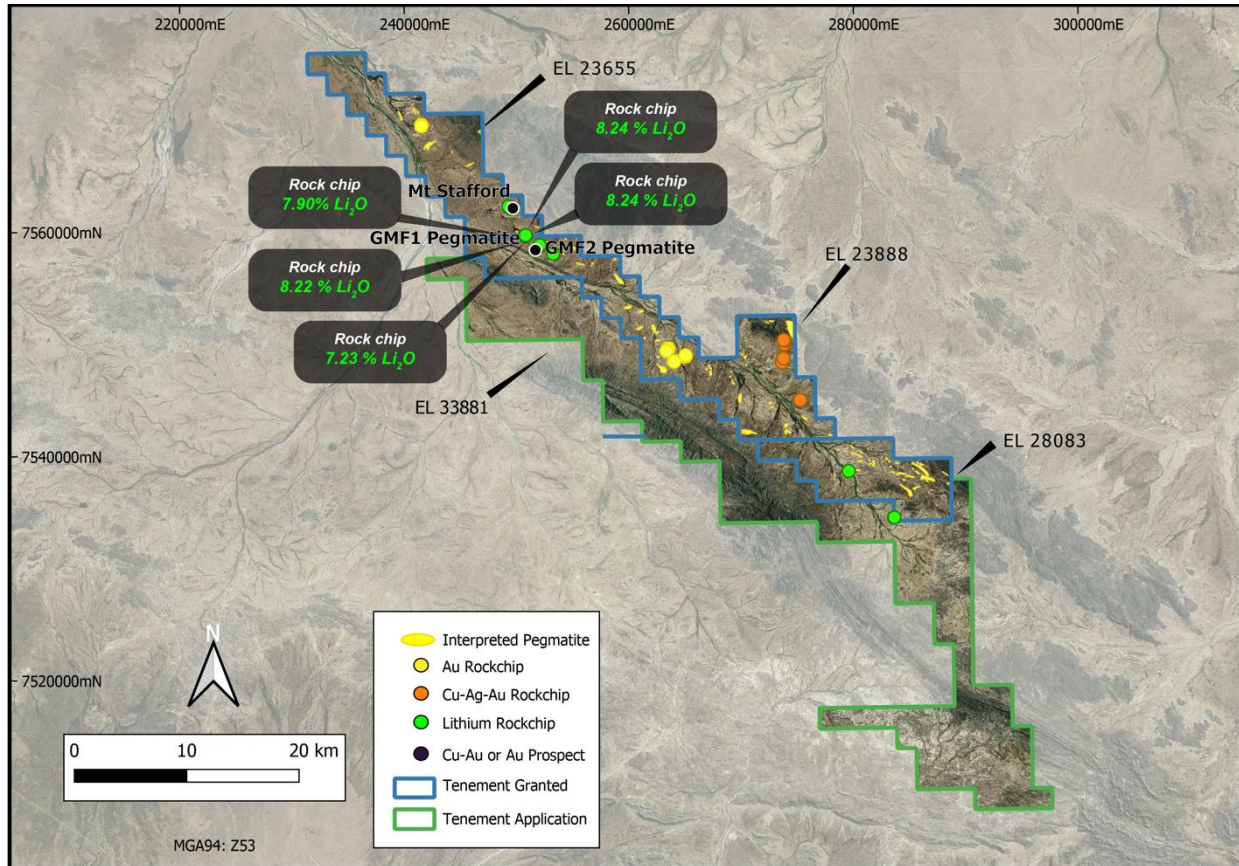 220000mE
240000mE
260000mE
280000mE
300000mE
EL 23655
Rock chip
8.24 % Li₂O
Rock chip
7.90% Li₂O
Mt Stafford
Rock chip
8.24 % Li₂O
7560000mN
GMF1 Pegmatite
GMF2 Pegmatite
EL 23888
Rock chip
8.22 % Li₂O
Rock chip
7.23 % Li₂O
EL 33881
EL 28083
7540000mN
7520000mN
N
0
10
20 km
MGA94: Z53
Interpreted Pegmatite
Au Rockchip
Cu-Ag-Au Rockchip
Lithium Rockchip
Cu-Au or Au Prospect
Tenement Granted
Tenement Application